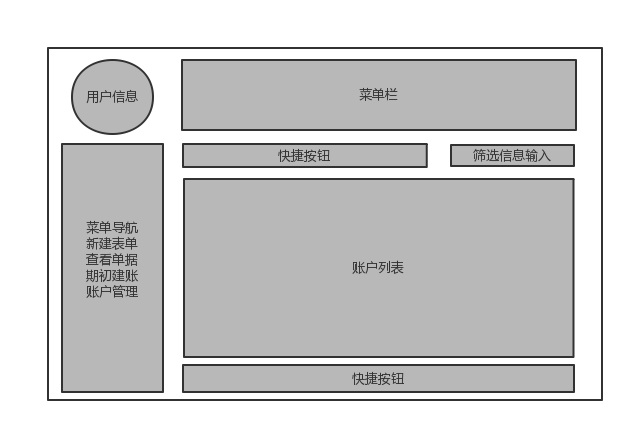 用户信息
菜单栏
快捷按钮
筛选信息输入
菜单导航
新建表单
查看单据
期初建账
账户管理
账户列表
快捷按钮